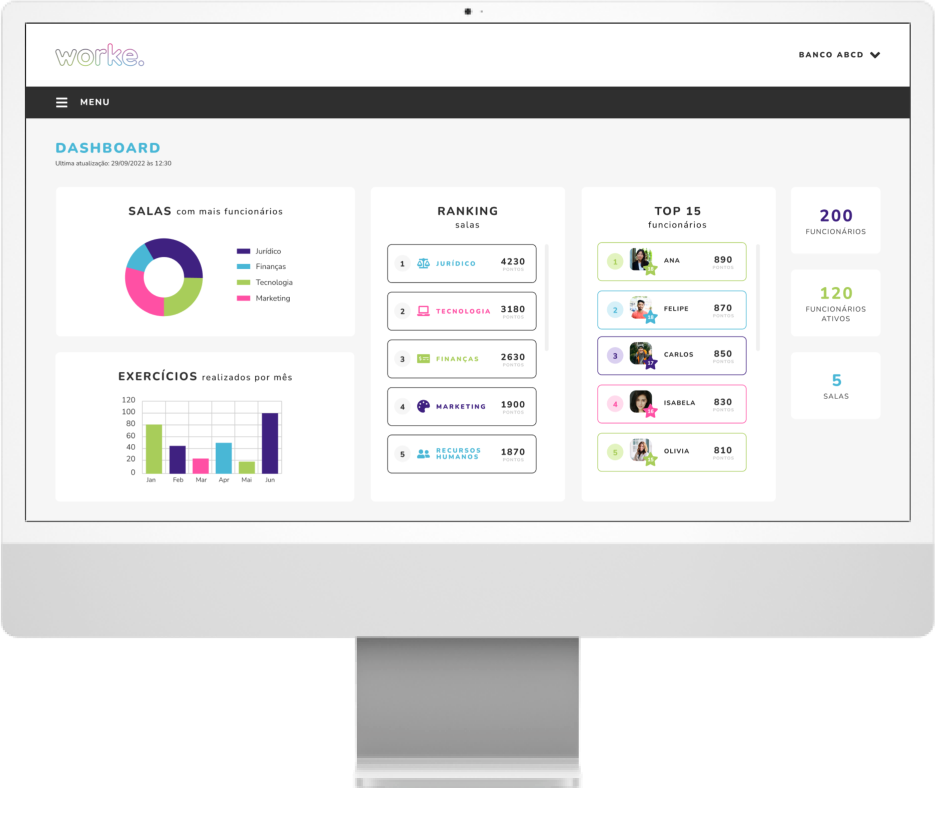 worke.
BANCO ABCD
MENU
DASHBOARD
Ultima atualização: 29/09/2022 às 12:30
SALAS com mais funcionários
Jurídico
Finanças
Tecnologia
Marketing
EXERCÍCIOS realizados por mês
120
100
80
60
40
20
0
Jan Feb Mar Apr Mai Jun
RANKING
salas
1 JURÍDICO 4230
PONTOS
2 TECNOLOGIA 3180
PONTOS
3 FINANÇAS 2630
PONTOS
4 MARKETING 1900
PONTOS
5 RECURSOS HUMANOS 1870
PONTOS
TOP 15
funcionários
1 ANA 890
PONTOS
2 FELIPE 870
PONTOS
3 17 CARLOS 850
PONTOS
4 ISABELA 830
PONTOS
5 OLIVIA 810
PONTOS
200
FUNCIONÁRIOS
120
FUNCIONÁRIOS
ATIVOS
5
SALAS